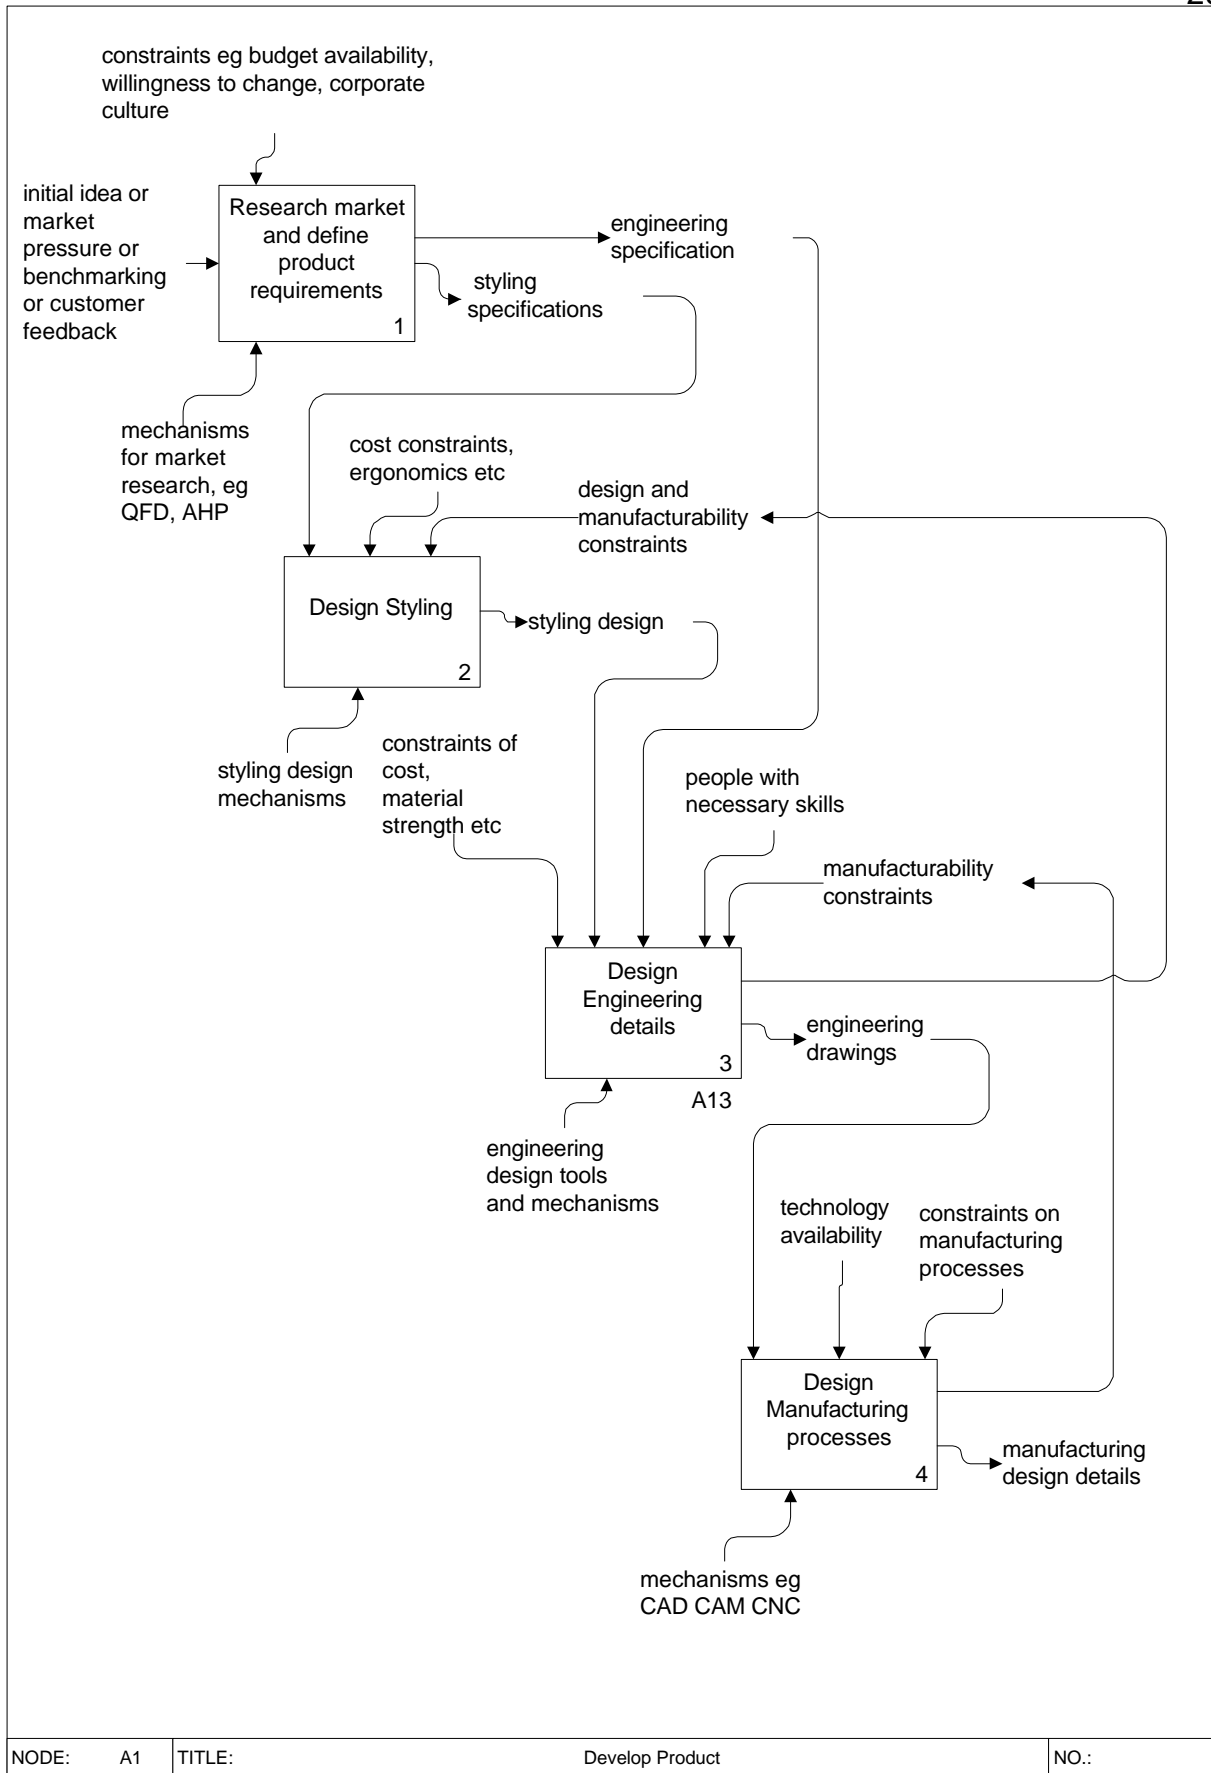 constraints eg budget availability,
willingness to change, corporate
culture
initial idea or
market
pressure or
benchmarking
or customer
feedback
Research market
and define
product
requirements
1
engineering
specification
styling
specifications
mechanisms
for market
research, eg
QFD, AHP
cost constraints,
ergonomics etc
design and
manufacturability
constraints
Design Styling
2
styling design
styling design
mechanisms
constraints of
cost,
material
strength etc
people with
necessary skills
manufacturability
constraints
Design
Engineering
details
3
A13
engineering
drawings
engineering
design tools
and mechanisms
technology
availability
constraints on
manufacturing
processes
Design
Manufacturing
processes
4
manufacturing
design details
mechanisms eg
CAD CAM CNC
NODE: A1 TITLE: Develop Product NO.: